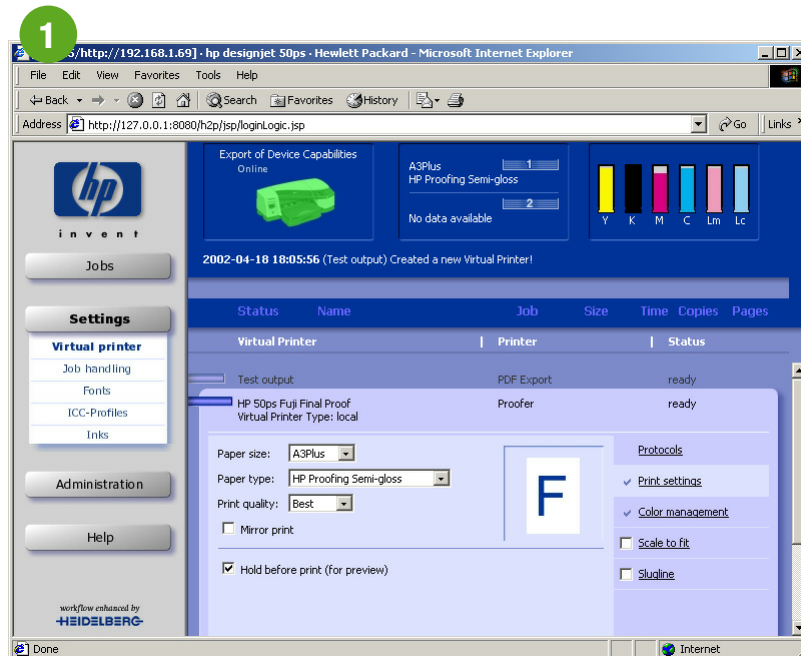 1
5/http://192.168.1.69] - hp designjet 50ps - Hewlett Packard - Microsoft Internet Explorer
File Edit View Favorites Tools Help
Back Search Favorites History
Address http://127.0.0.1:8080/h2p/jsp/loginLogic.jsp Go Links
hp
invent
Export of Device Capabilities
Online
A3Plus 1
HP Proofing Semi-gloss
2
No data available
Y K M C Lm Lc
2002-04-18 18:05:56 (Test output) Created a new Virtual Printer!
Jobs
Settings
Virtual printer
Job handling
Fonts
ICC-Profiles
Inks
Administration
Help
workflow enhanced by
HEIDELBERG
Status Name Job Size Time Copies Pages
Virtual Printer | Printer | Status
Test output PDF Export ready
HP 50ps Fuji Final Proof Proofer ready
Virtual Printer Type: local
Paper size: A3Plus
Paper type: HP Proofing Semi-gloss
Print quality: Best
Mirror print
Hold before print (for preview)
F
Protocols
Print settings
Color management
Scale to fit
Slugline
Done Internet